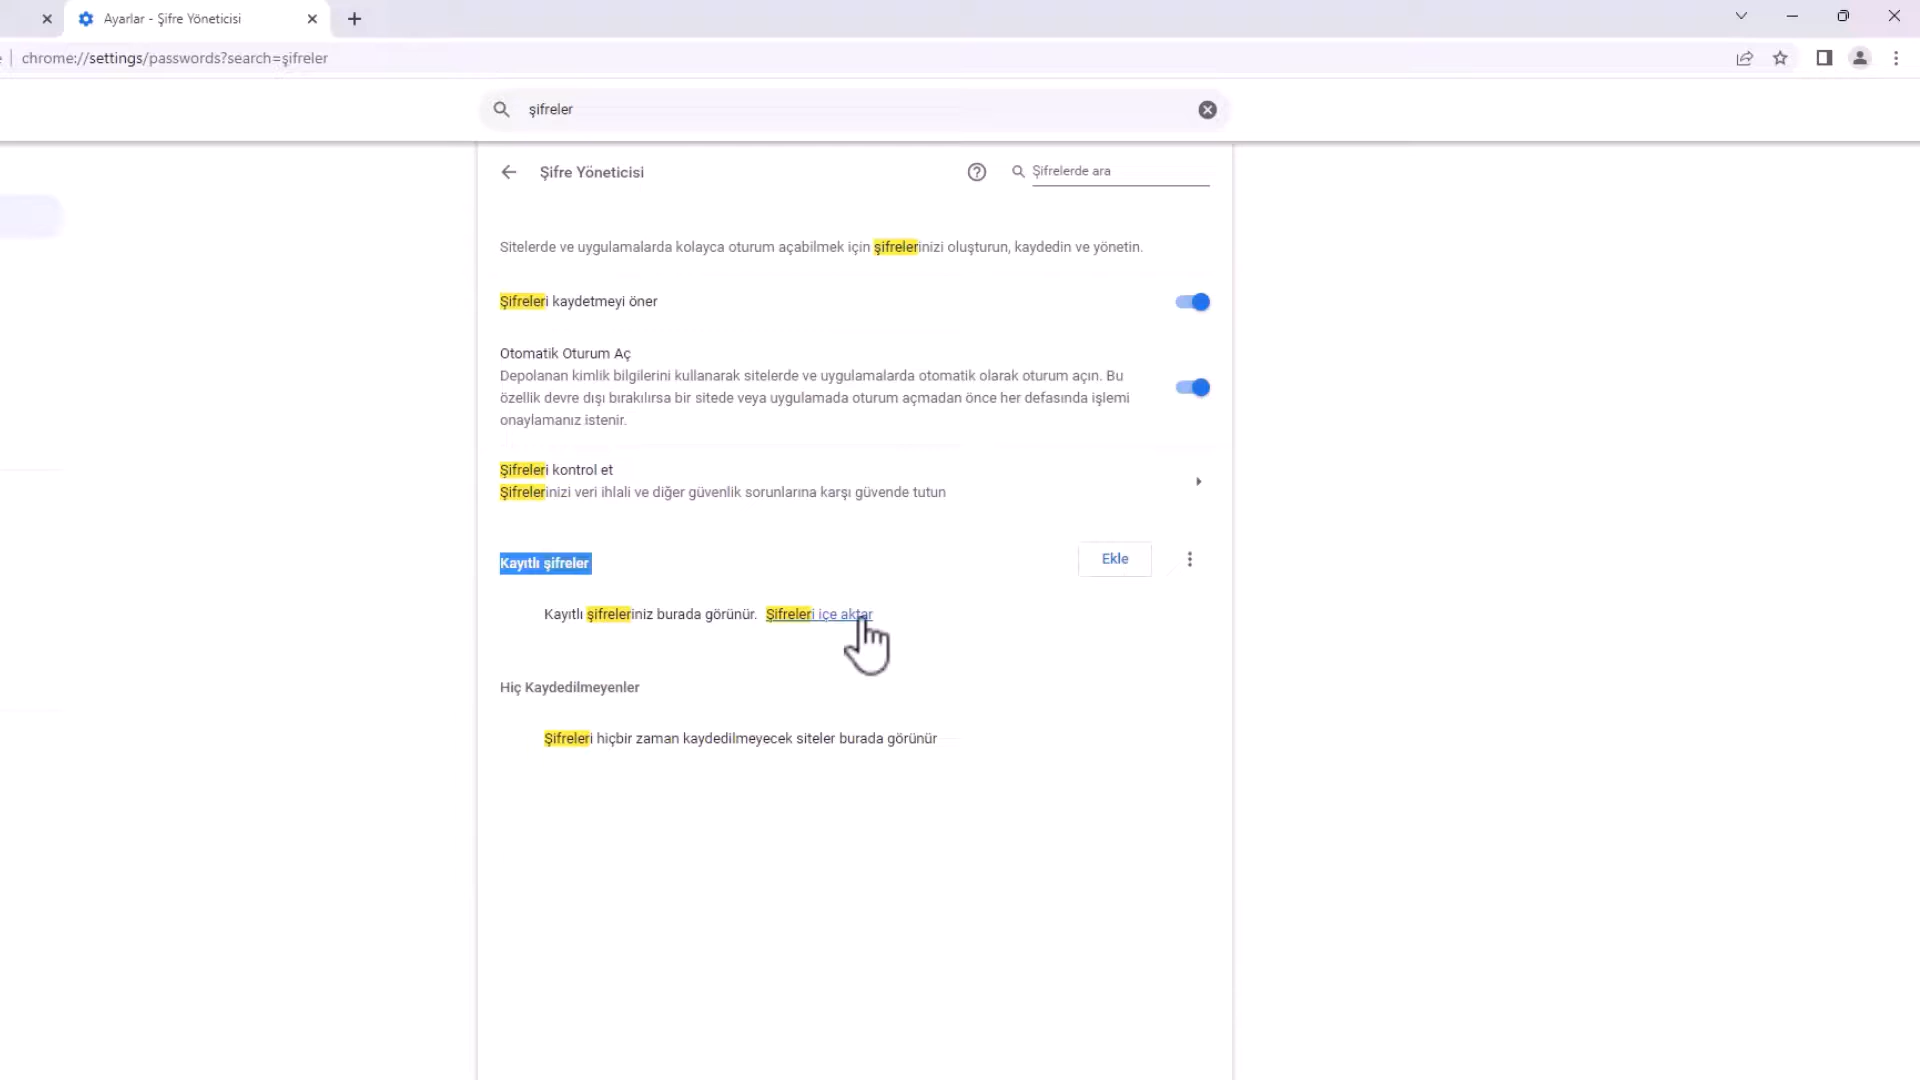 Ayarlar - Şifre Yöneticisi
chrome://settings/passwords?search=şifreler
şifreler
Şifre Yöneticisi
Şifrelerde ara
Sitelerde ve uygulamalarda kolayca oturum açabilmek için şifrelerinizi oluşturun, kaydedin ve yönetin.
Şifreleri kaydetmeyi öner
Otomatik Oturum Aç
Depolanan kimlik bilgilerini kullanarak sitelerde ve uygulamalarda otomatik olarak oturum açın. Bu
özellik devre dışı bırakılırsa bir sitede veya uygulamada oturum açmadan önce her defasında işlemi
onaylamanız istenir.
Şifreleri kontrol et
Şifrelerinizi veri ihlali ve diğer güvenlik sorunlarına karşı güvende tutun
Kayıtlı şifreler
Ekle
Kayıtlı şifreleriniz burada görünür. Şifreleri içe aktar
Hiç Kaydedilmeyenler
Şifreleri hiçbir zaman kaydedilmeyecek siteler burada görünür